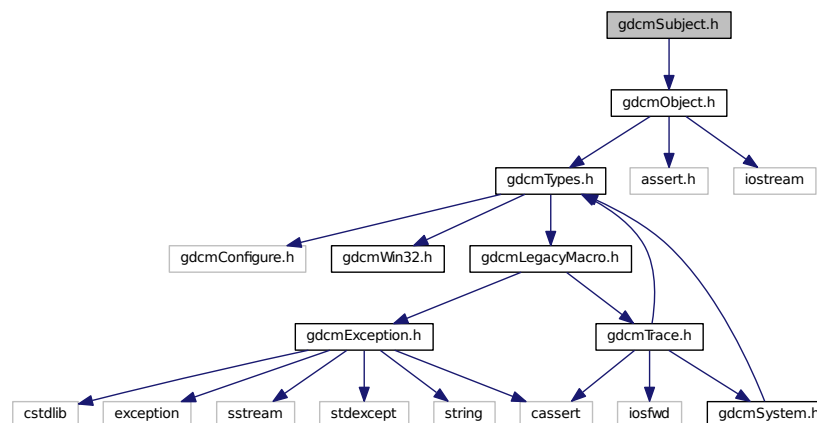 gdcmSubject.h
gdcmObject.h
gdcmTypes.h
assert.h
iostream
gdcmConfigure.h
gdcmWin32.h
gdcmLegacyMacro.h
gdcmException.h
gdcmTrace.h
cstdlib
exception
sstream
stdexcept
string
cassert
iosfwd
gdcmSystem.h